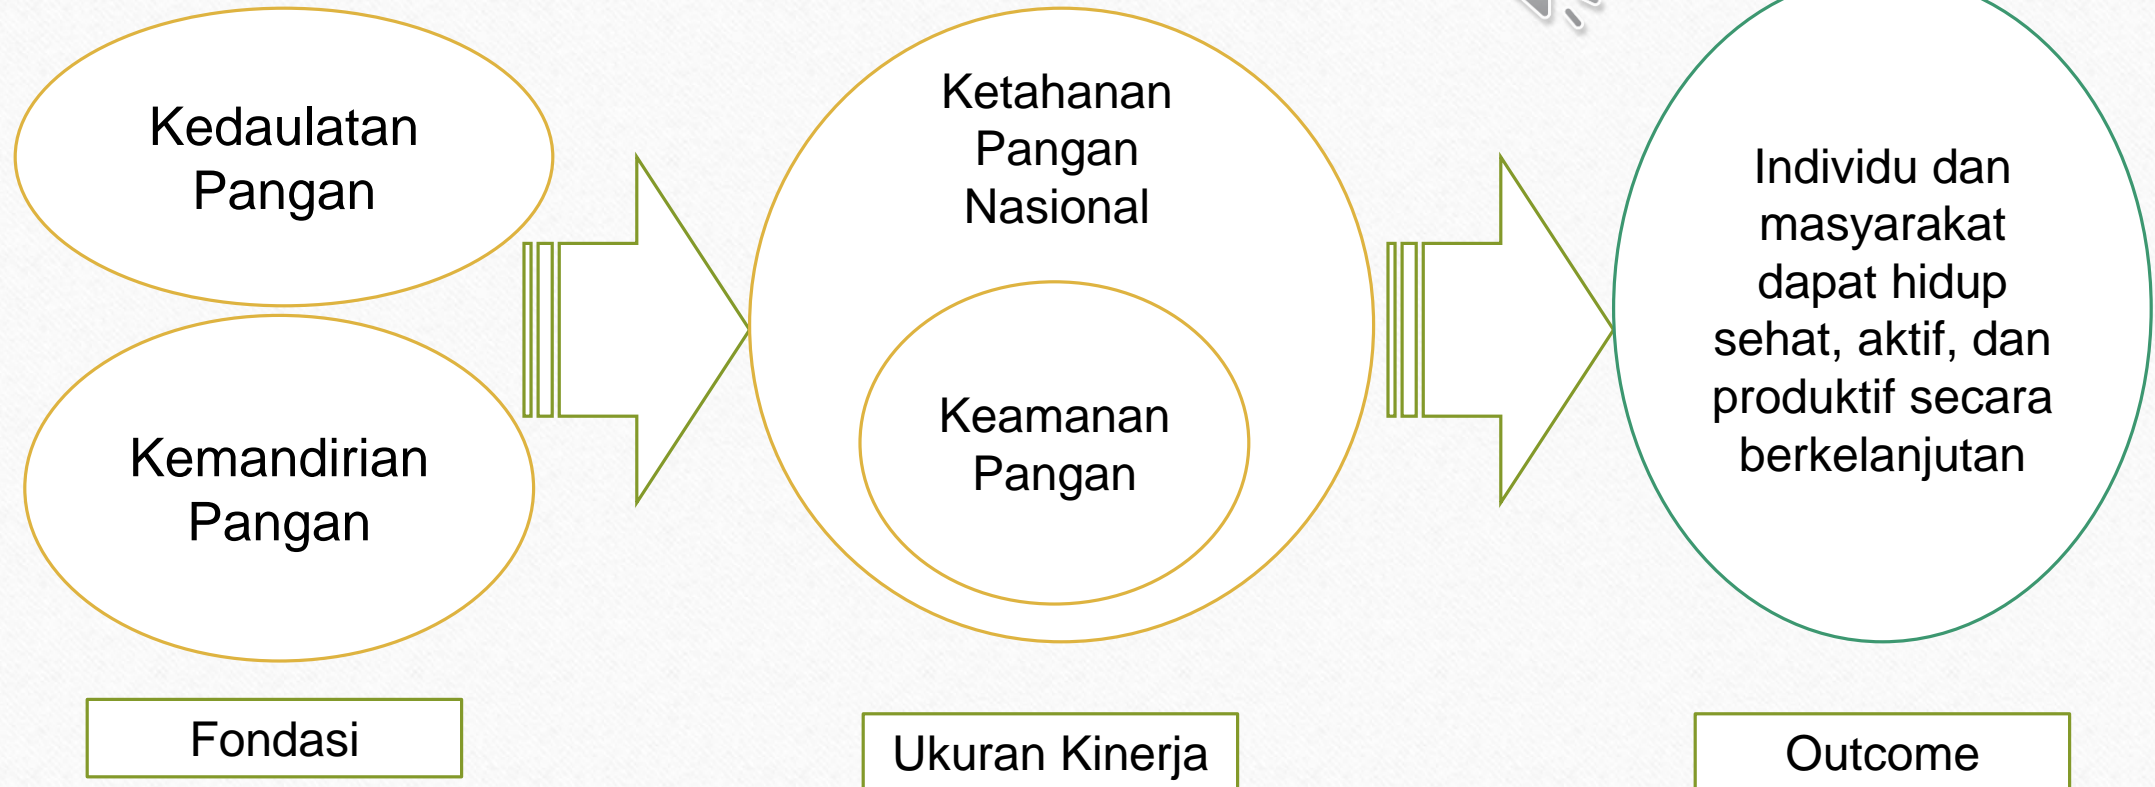 Kedaulatan
Pangan
Kemandirian
Pangan
Fondasi
Ketahanan
Pangan
Nasional
Keamanan
Pangan
Ukuran Kinerja
Individu dan
masyarakat
dapat hidup
sehat, aktif, dan
produktif secara
berkelanjutan
Outcome